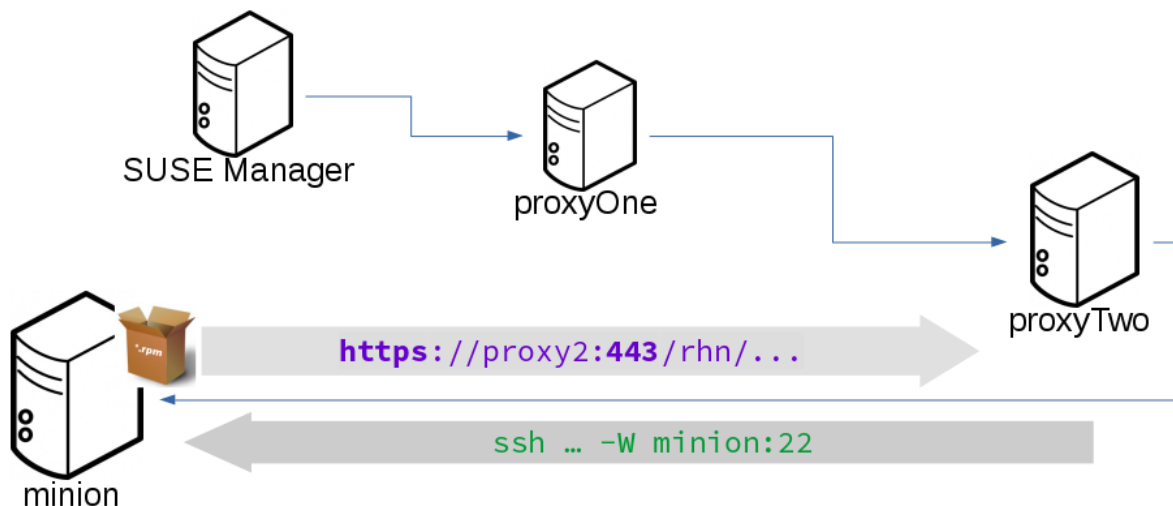 SUSE Manager
proxyOne
proxyTwo
*.rpm
https://proxy2:443/rhn/...
ssh … -W minion:22
minion